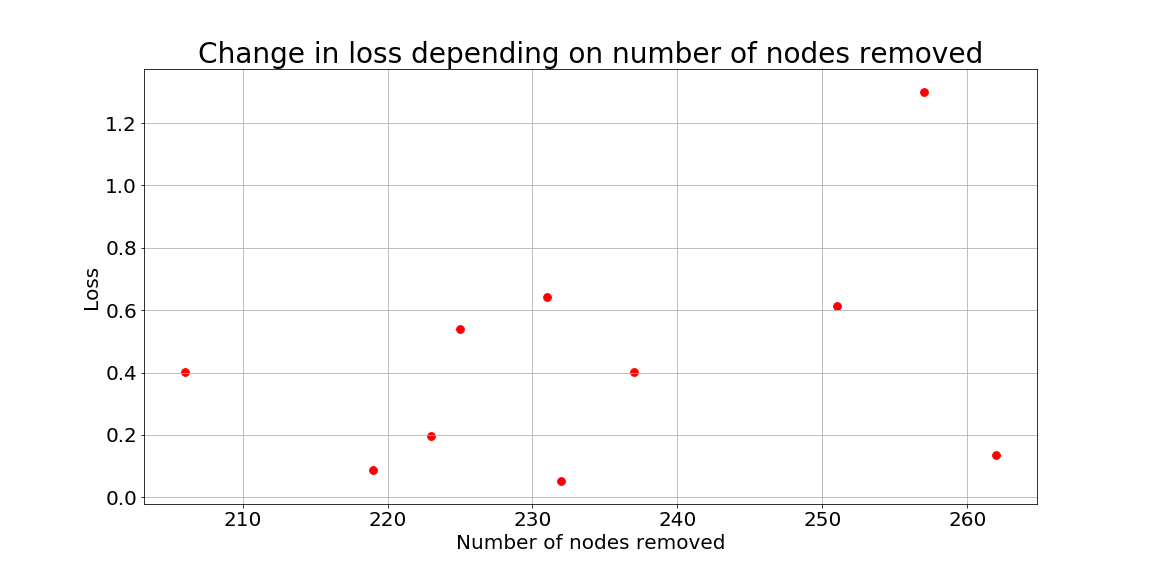 Change in loss depending on number of nodes removed
1.2
1.0
0.8
0.6
0.4
0.2
0.0
Loss
210 220 230 240 250 260
Number of nodes removed